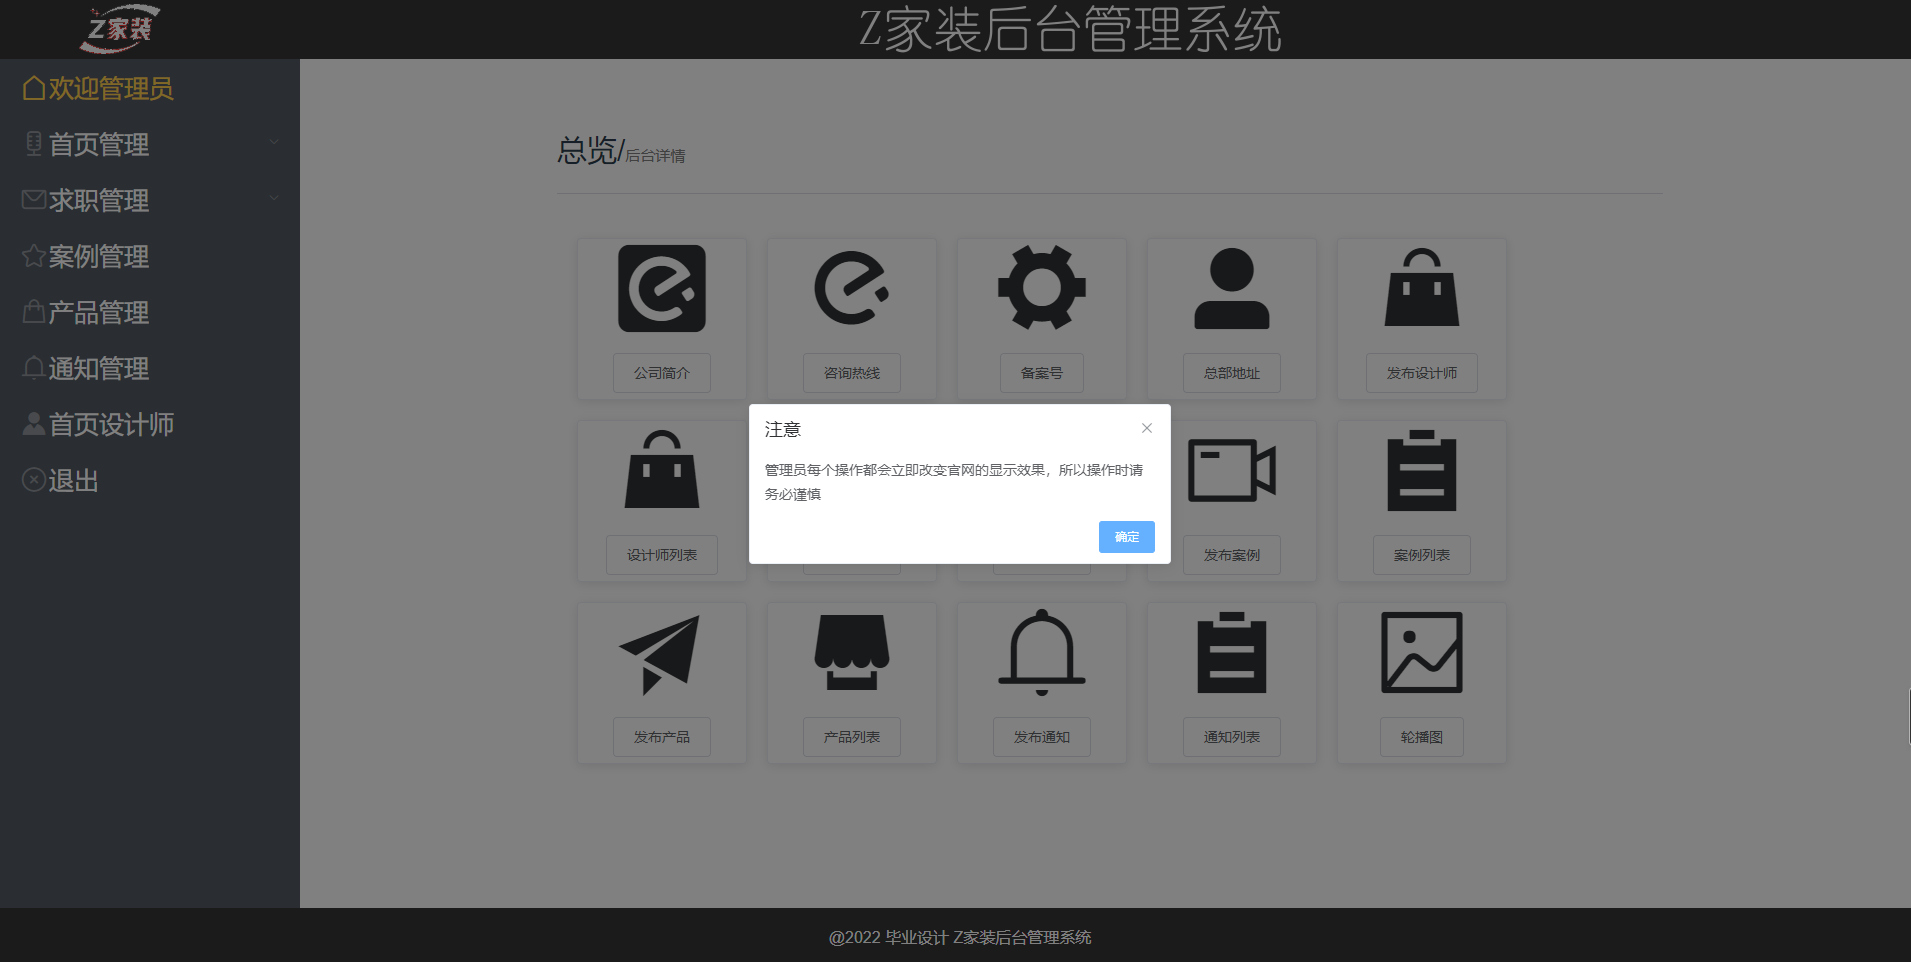 Z家装
Z家装后台管理系统
欢迎管理员
首页管理
求职管理
案例管理
产品管理
通知管理
首页设计师
退出
总览/后台详情
公司简介
咨询热线
备案号
总部地址
发布设计师
注意
管理员每个操作都会立即改变官网的显示效果，所以操作时请
务必谨慎
确定
设计师列表
发布案例
案例列表
发布产品
产品列表
发布通知
通知列表
轮播图
@2022 毕业设计 Z家装后台管理系统